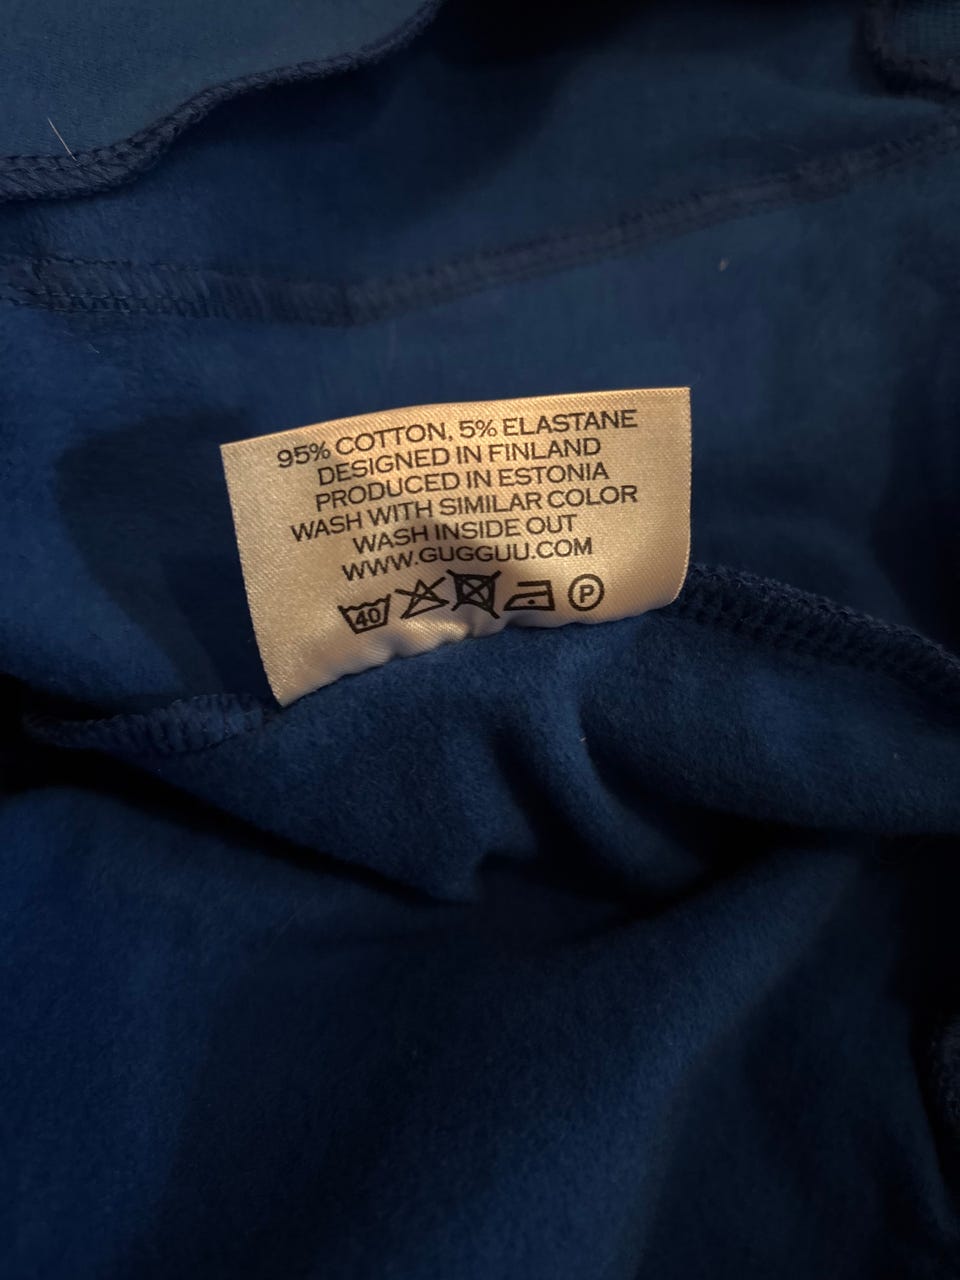 95% COTTON, 5% ELASTANE
DESIGNED IN FINLAND
PRODUCED IN ESTONIA
WASH WITH SIMILAR COLOR
WASH INSIDE OUT
WWW.GUGGUU.COM
40 P